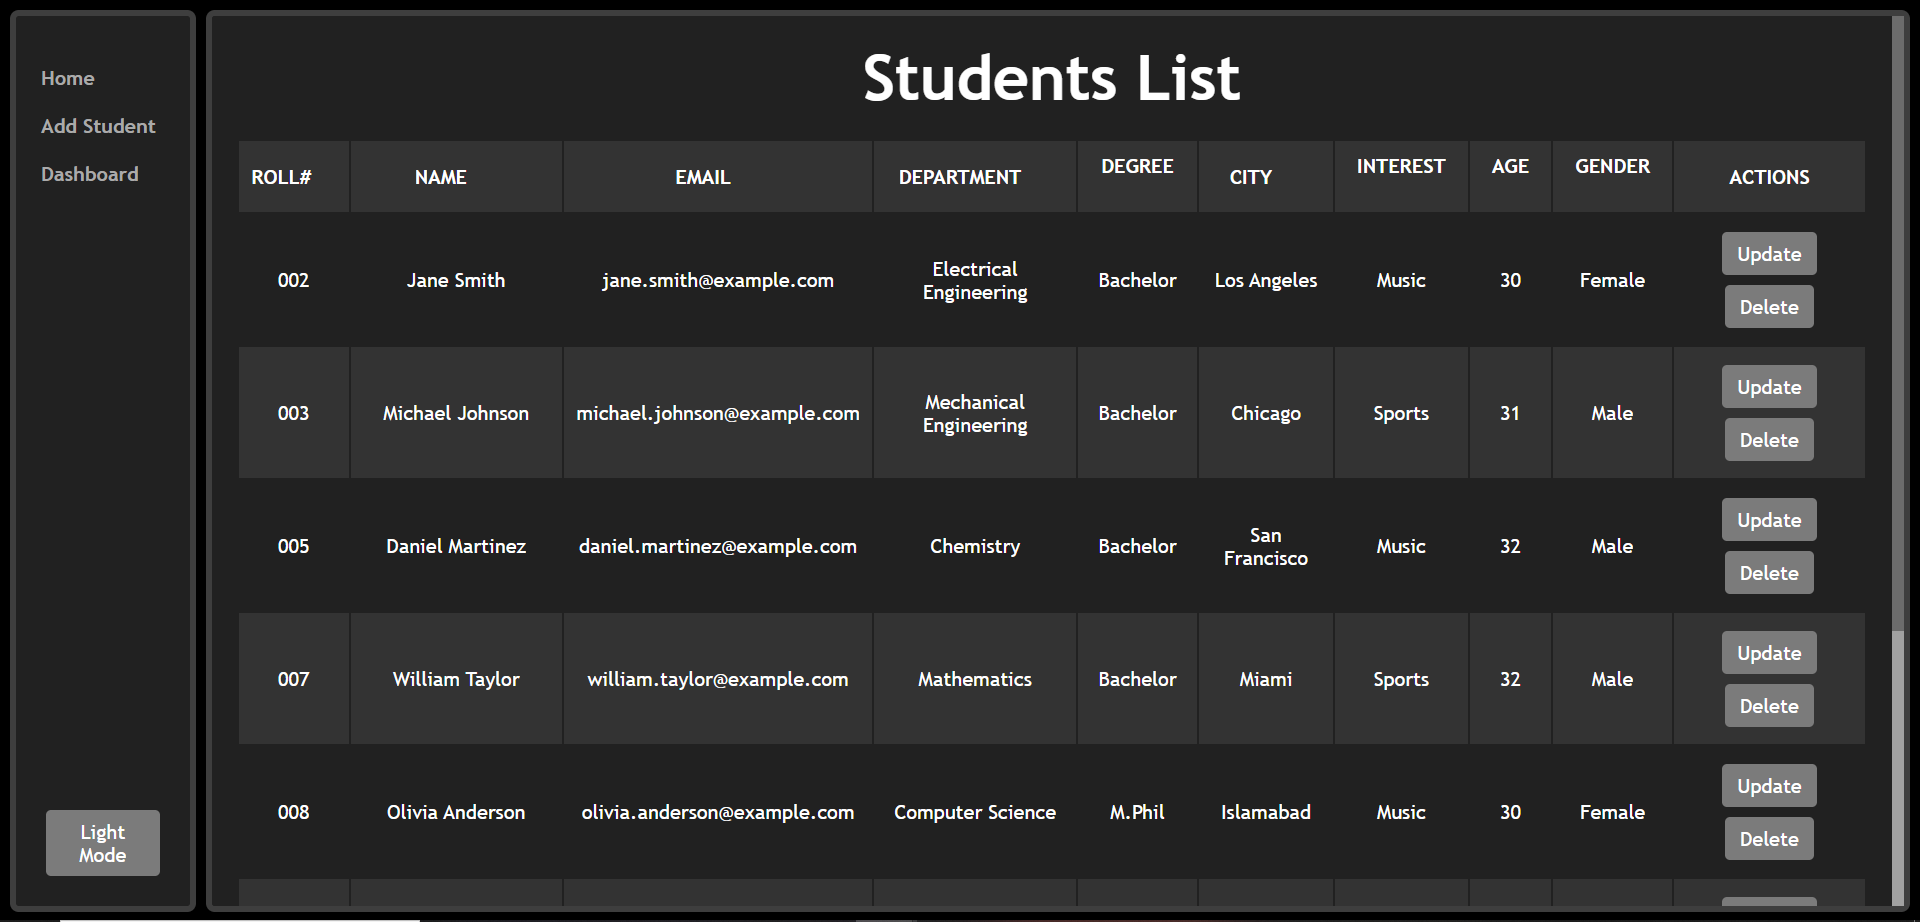 Home
Add Student
Dashboard
Light
Mode
Students List
ROLL# NAME EMAIL DEPARTMENT DEGREE CITY INTEREST AGE GENDER ACTIONS
002 Jane Smith jane.smith@example.com Electrical Engineering Bachelor Los Angeles Music 30 Female Update Delete
003 Michael Johnson michael.johnson@example.com Mechanical Engineering Bachelor Chicago Sports 31 Male Update Delete
005 Daniel Martinez daniel.martinez@example.com Chemistry Bachelor San Francisco Music 32 Male Update Delete
007 William Taylor william.taylor@example.com Mathematics Bachelor Miami Sports 32 Male Update Delete
008 Olivia Anderson olivia.anderson@example.com Computer Science M.Phil Islamabad Music 30 Female Update Delete